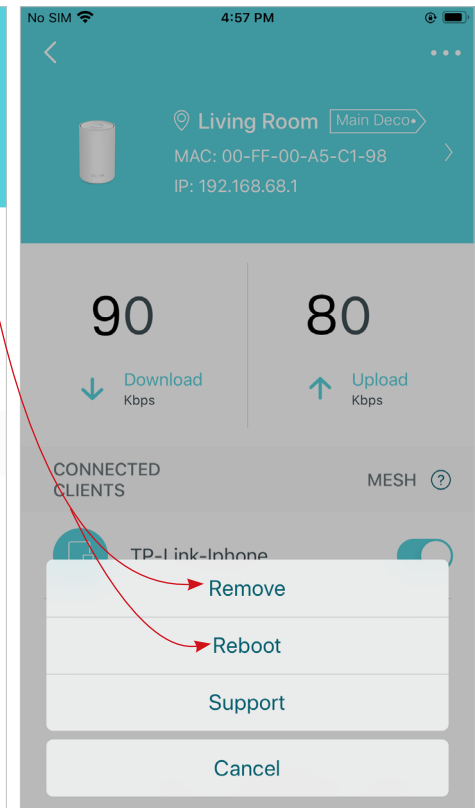 No SIM 4:57 PM
Living Room Main Deco
MAC: 00-FF-00-A5-C1-98
IP: 192.168.68.1
90 80
Download Upload
Kbps Kbps
CONNECTED
CLIENTS
MESH ?
TP-Link-Iphone
Remove
Reboot
Support
Cancel